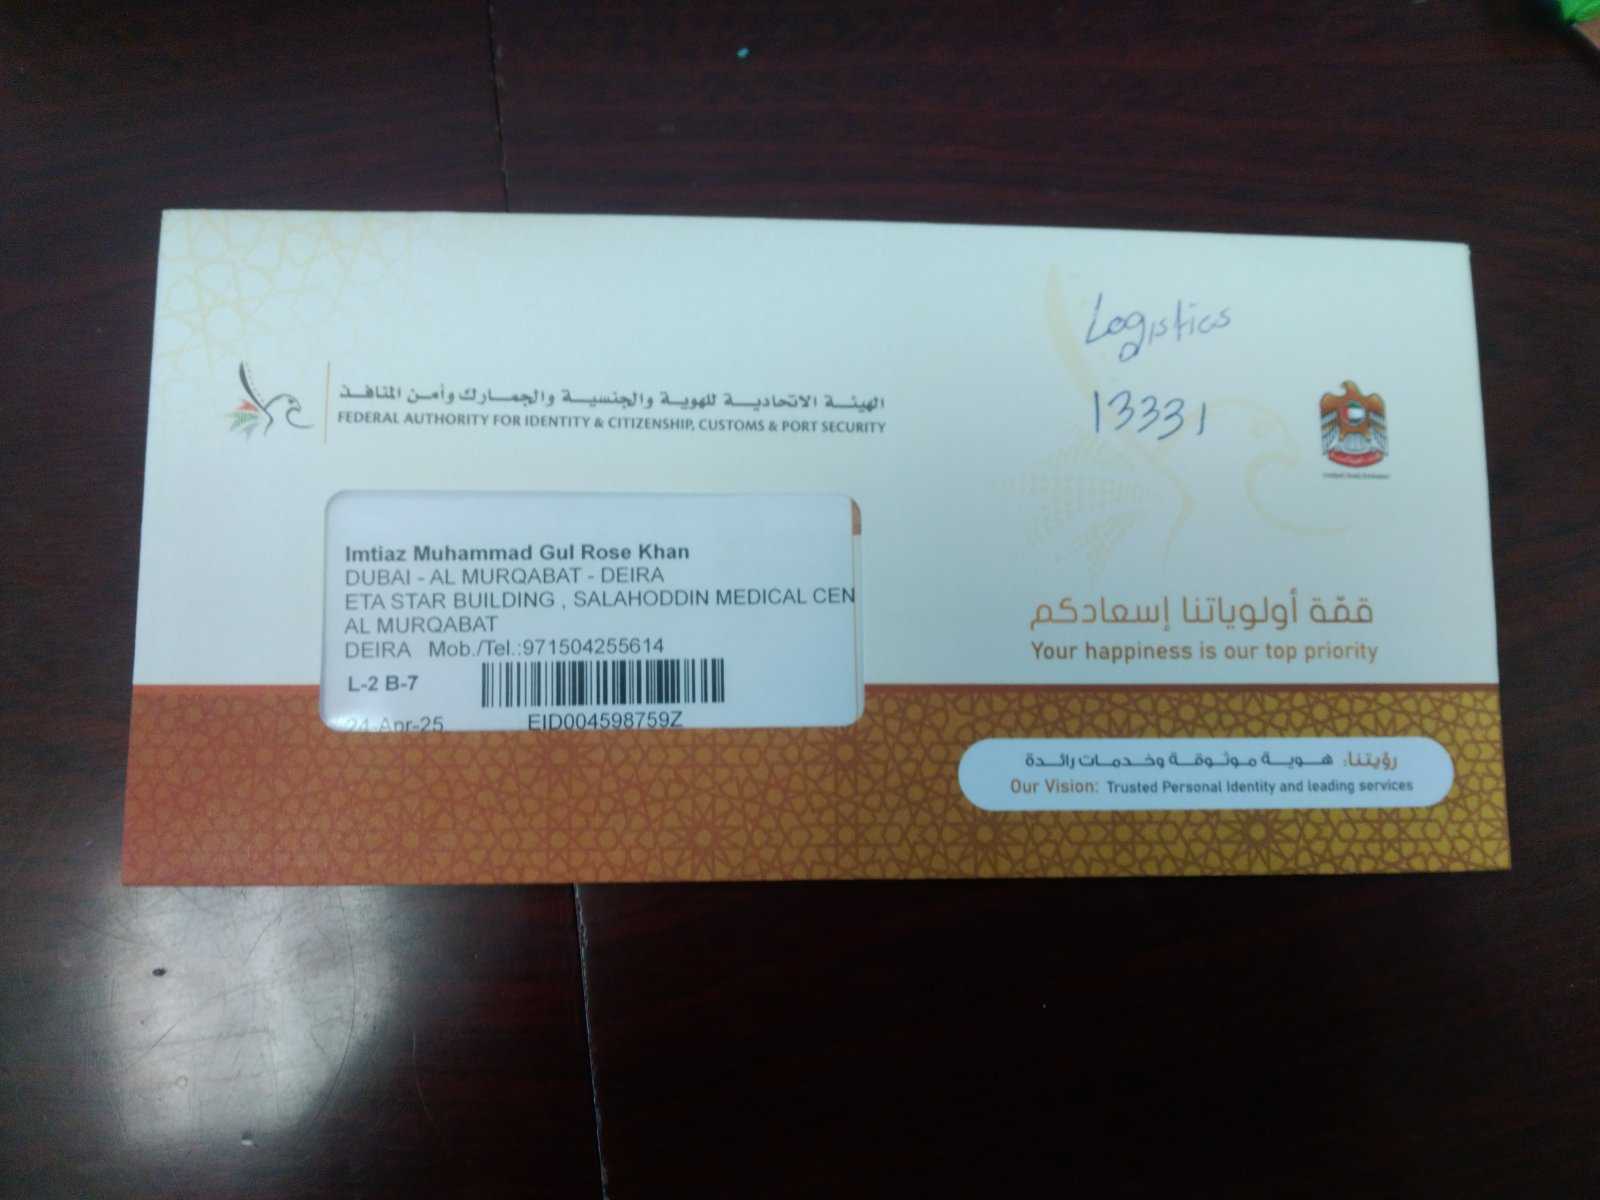 Logistics
13331
الهيئة الاتحادية للهوية والجنسية والجمارك وأمن المنافذ
FEDERAL AUTHORITY FOR IDENTITY & CITIZENSHIP, CUSTOMS & PORT SECURITY
Imtiaz Muhammad Gul Rose Khan
DUBAI - AL MURQABAT - DEIRA
ETA STAR BUILDING , SALAHODDIN MEDICAL CEN
AL MURQABAT
DEIRA Mob./Tel.:971504255614
L-2 B-7
24-Apr-25 EID004598759Z
قمّة أولوياتنا إسعادكم
Your happiness is our top priority
رؤيتنا: هوية موثوقة وخدمات رائدة
Our Vision: Trusted Personal Identity and leading services